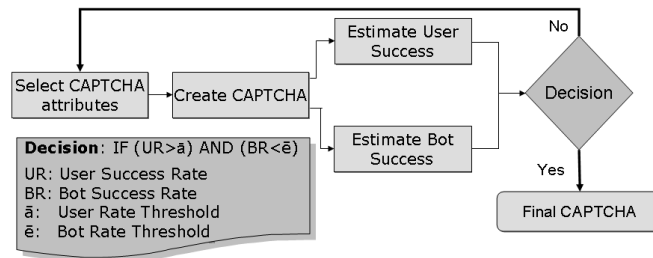 No
Estimate User
Success
Select CAPTCHA
attributes
Create CAPTCHA
Decision
Estimate Bot
Success
Yes
Final CAPTCHA
Decision: IF (UR>ā) AND (BR<ē)
UR: User Success Rate
BR: Bot Success Rate
ā: User Rate Threshold
ē: Bot Rate Threshold